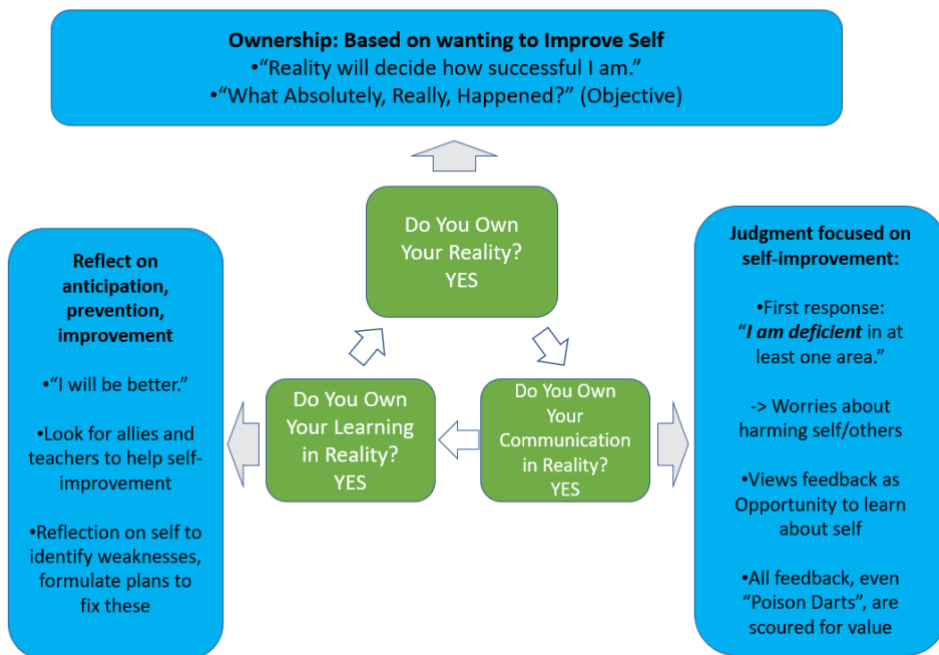 Ownership: Based on wanting to Improve Self
•“Reality will decide how successful I am.”
•“What Absolutely, Really, Happened?” (Objective)
Do You Own
Your Reality?
YES
Reflect on
anticipation,
prevention,
improvement
•“I will be better.”
•Look for allies and
teachers to help self-
improvement
•Reflection on self to
identify weaknesses,
formulate plans to
fix these
Do You Own
Your Learning
in Reality?
YES
Do You Own
Your
Communication
in Reality?
YES
Judgment focused on
self-improvement:
•First response:
“I am deficient in at
least one area.”
-> Worries about
harming self/others
•Views feedback as
Opportunity to learn
about self
•All feedback, even
“Poison Darts”, are
scoured for value